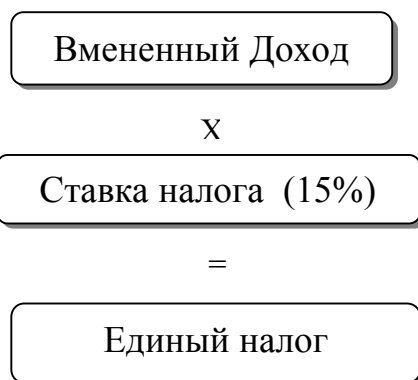 Вмененный Доход
X
Ставка налога (15%)
=
Единый налог